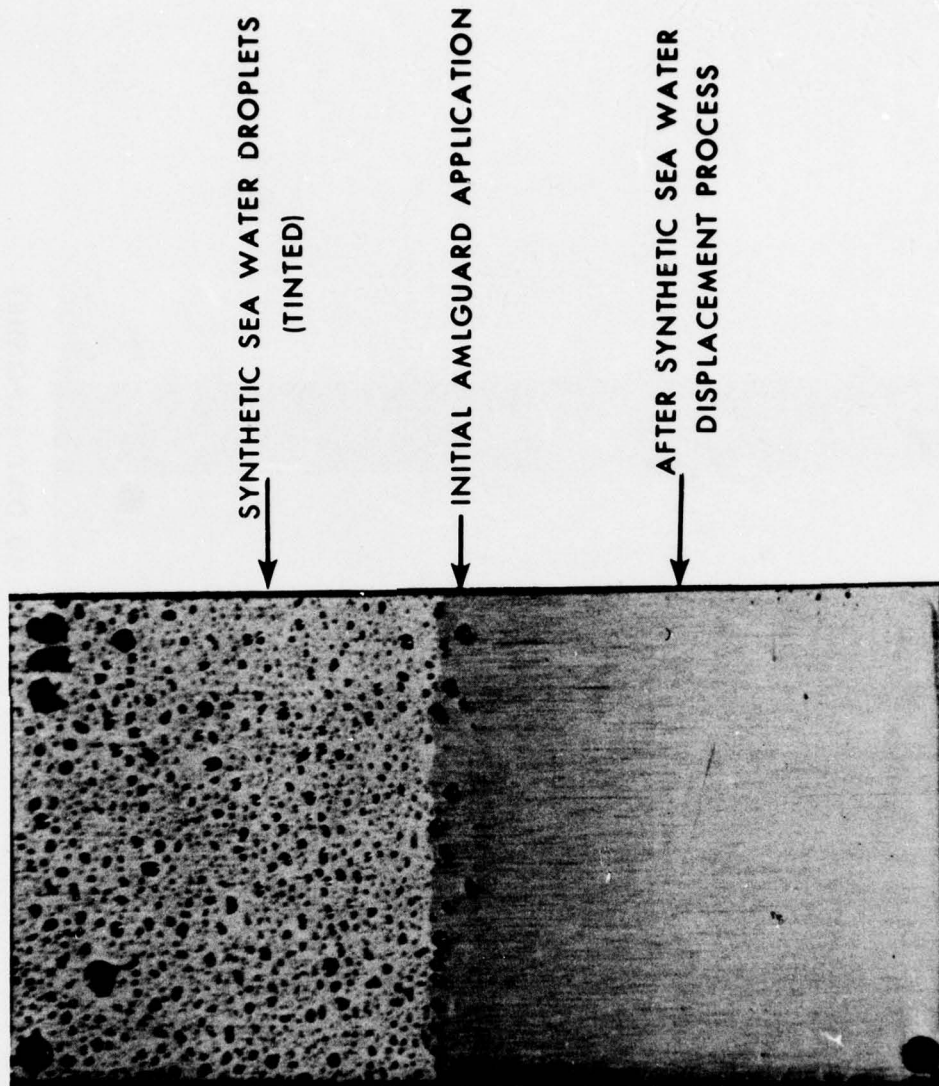 SYNTHETIC SEA WATER DROPLETS
(TINTED)
INITIAL AMLGUARD APPLICATION
AFTER SYNTHETIC SEA WATER
DISPLACEMENT PROCESS